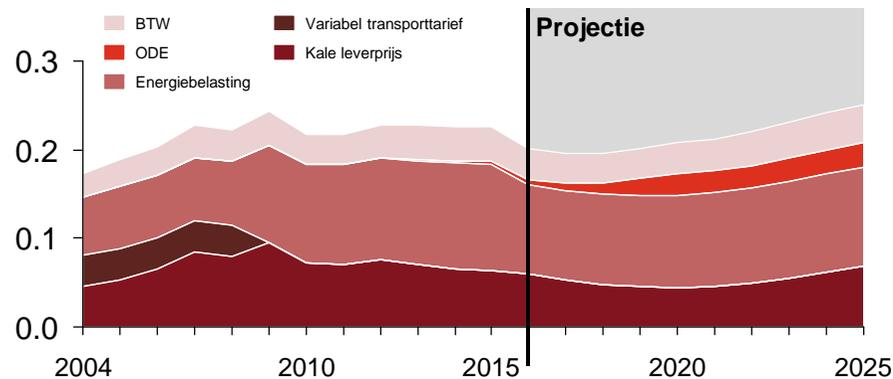 BTW
ODE
Energiebelasting
Variabel transporttarief
Kale leverprijs
Projectie
0.3
0.2
0.1
0.0
2004 2010 2015 2020 2025